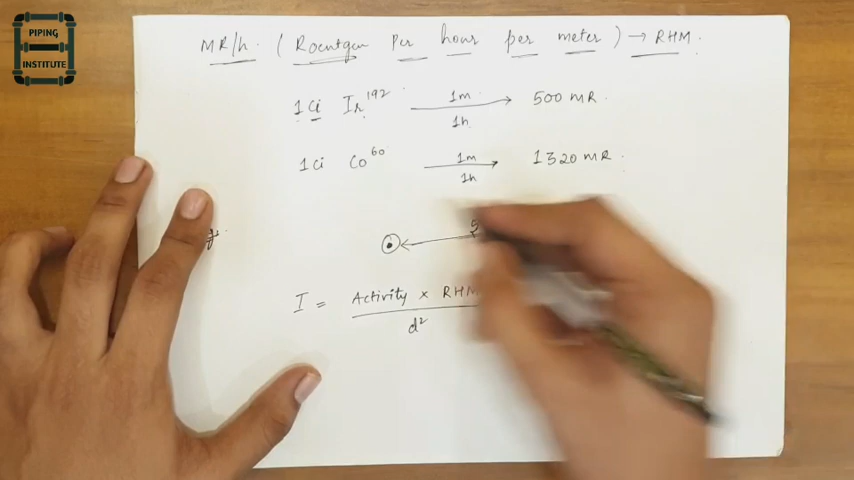 PIPING
INSTITUTE
MR/h. ( Roentgen Per hour per meter ) → RHM.
1 Ci Ir¹⁹² 1m 1h → 500 MR.
1 Ci Co⁶⁰ 1m 1h → 1320 MR.
5
I = Activity × RHM / d²